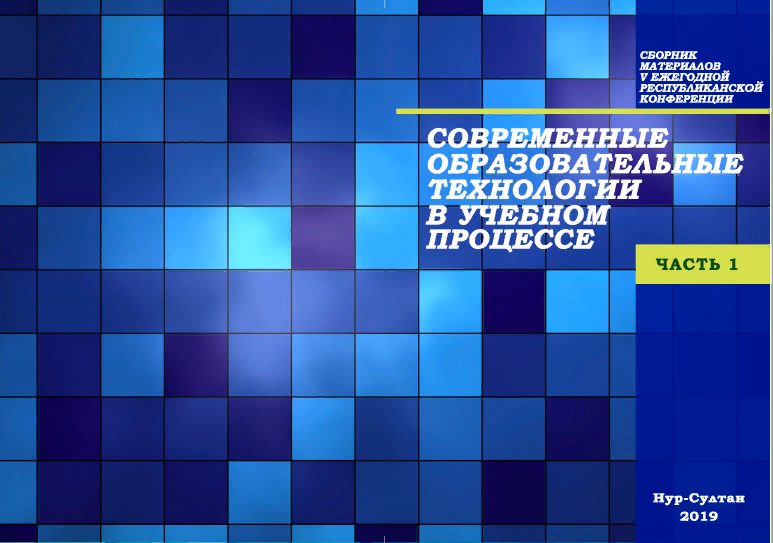 СБОРНИК
МАТЕРИАЛОВ
V ЕЖЕГОДНОЙ
РЕСПУБЛИКАНСКОЙ
КОНФЕРЕНЦИИ
СОВРЕМЕННЫЕ
ОБРАЗОВАТЕЛЬНЫЕ
ТЕХНОЛОГИИ
В УЧЕБНОМ
ПРОЦЕССЕ
ЧАСТЬ 1
Нур-Султан
2019